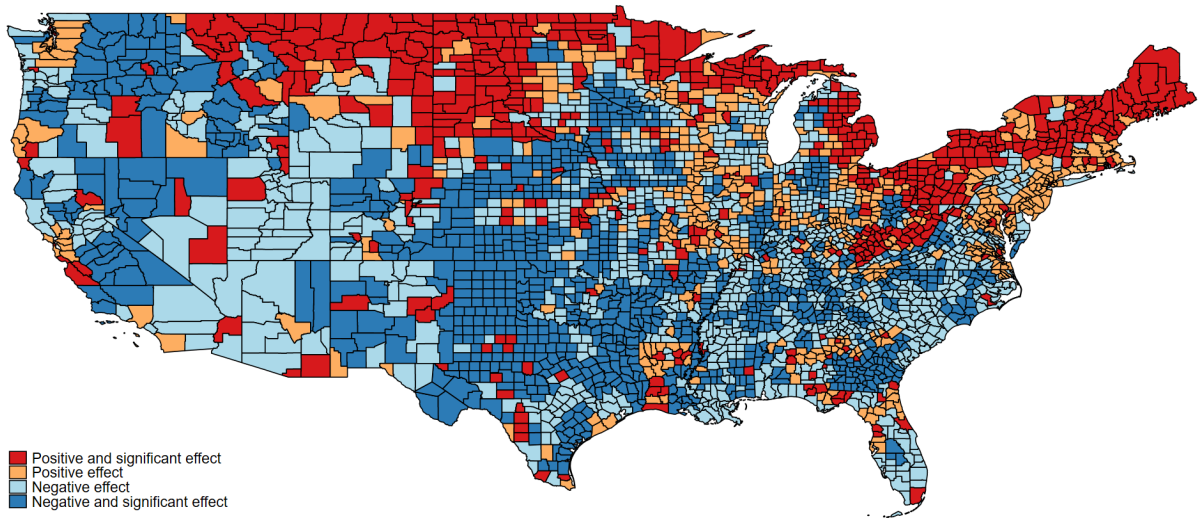 Positive and significant effect
Positive effect
Negative effect
Negative and significant effect